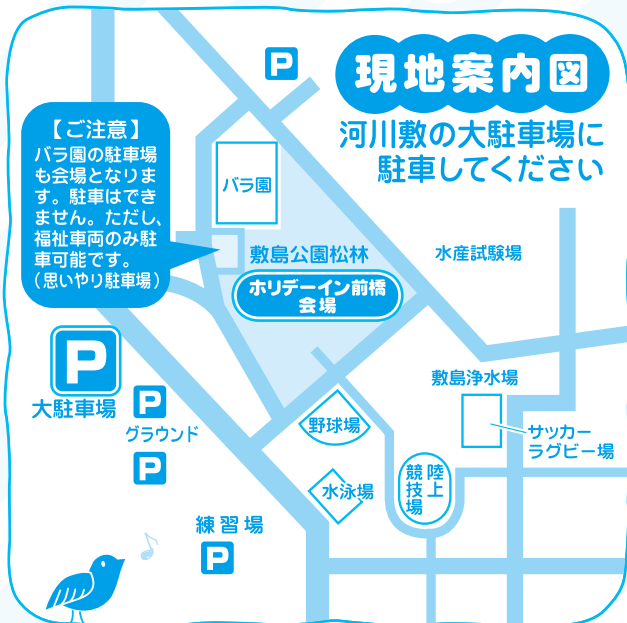 P
現地案内図
河川敷の大駐車場に
駐車してください
【ご注意】
バラ園の駐車場
も会場となりま
す。駐車はでき
ません。ただし、
福祉車両のみ駐
車可能です。
(思いやり駐車場)
バラ園
敷島公園松林
水産試験場
ホリデーイン前橋
会場
P
大駐車場
P
グラウンド
P
敷島浄水場
サッカー
ラグビー場
野球場
水泳場
陸上
競技場
練習場
P